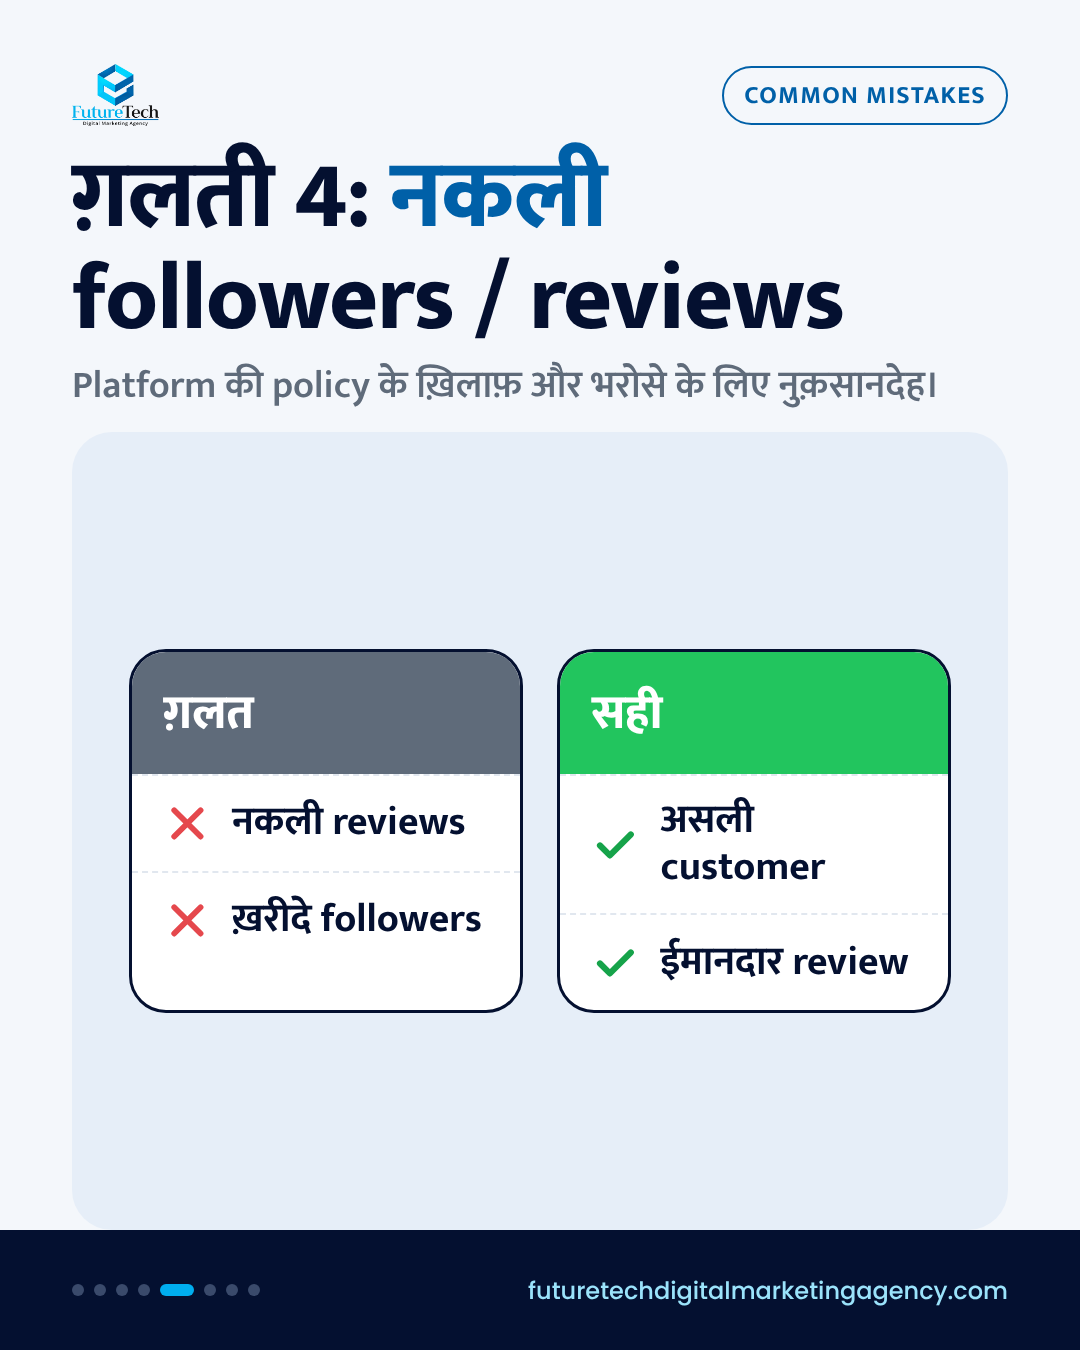 FutureTech
Digital Marketing Agency
COMMON MISTAKES
ग़लती 4: नकली
followers / reviews
Platform की policy के ख़िलाफ़ और भरोसे के लिए नुक़सानदेह।
ग़लत
नकली reviews
ख़रीदे followers
सही
असली
customer
ईमानदार review
futuretechdigitalmarketingagency.com